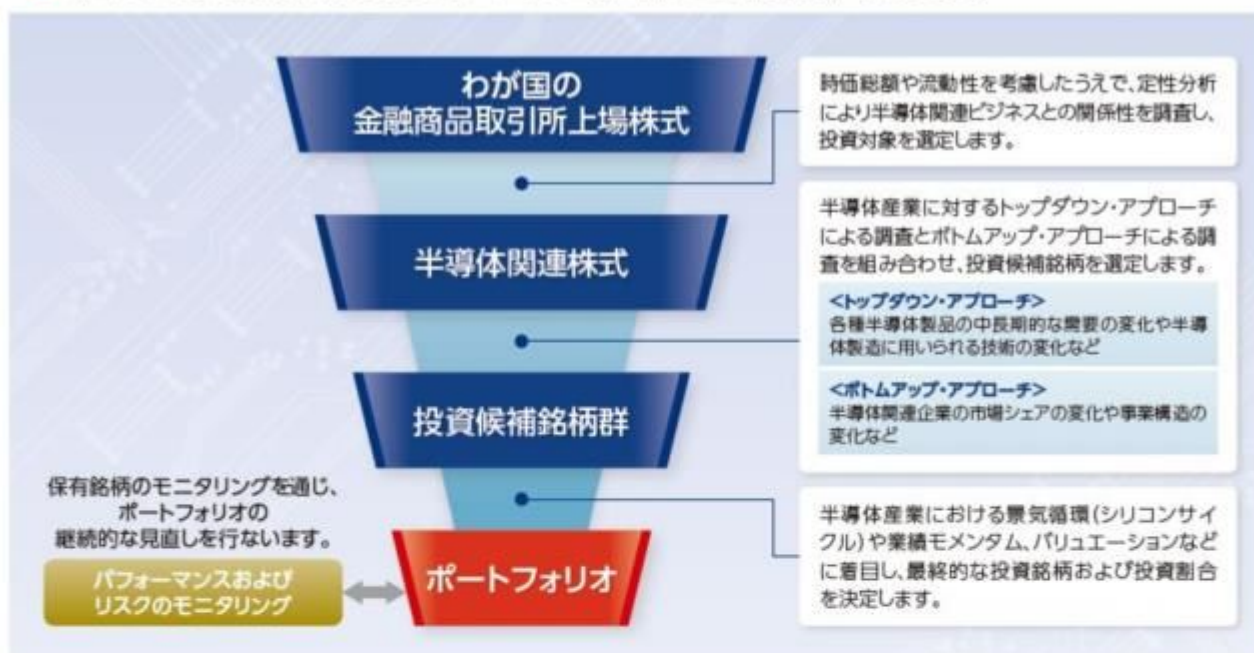 わが国の
金融商品取引所上場株式
時価総額や流動性を考慮したうえで、定性分析
により半導体関連ビジネスとの関係性を調査し、
投資対象を選定します。
半導体関連株式
半導体産業に対するトップダウン・アプローチ
による調査とボトムアップ・アプローチによる調
査を組み合わせ、投資候補銘柄を選定します。
<トップダウン・アプローチ>
各種半導体製品の中長期的な需要の変化や半導
体製造に用いられる技術の変化など
<ボトムアップ・アプローチ>
半導体関連企業の市場シェアの変化や事業構造の
変化など
投資候補銘柄群
半導体産業における景気循環(シリコンサイ
クル)や業績モメンタム、バリュエーションなど
に着目し、最終的な投資銘柄および投資割合
を決定します。
保有銘柄のモニタリングを通じ、
ポートフォリオの
継続的な見直しを行ないます。
パフォーマンスおよび
リスクのモニタリング
ポートフォリオ